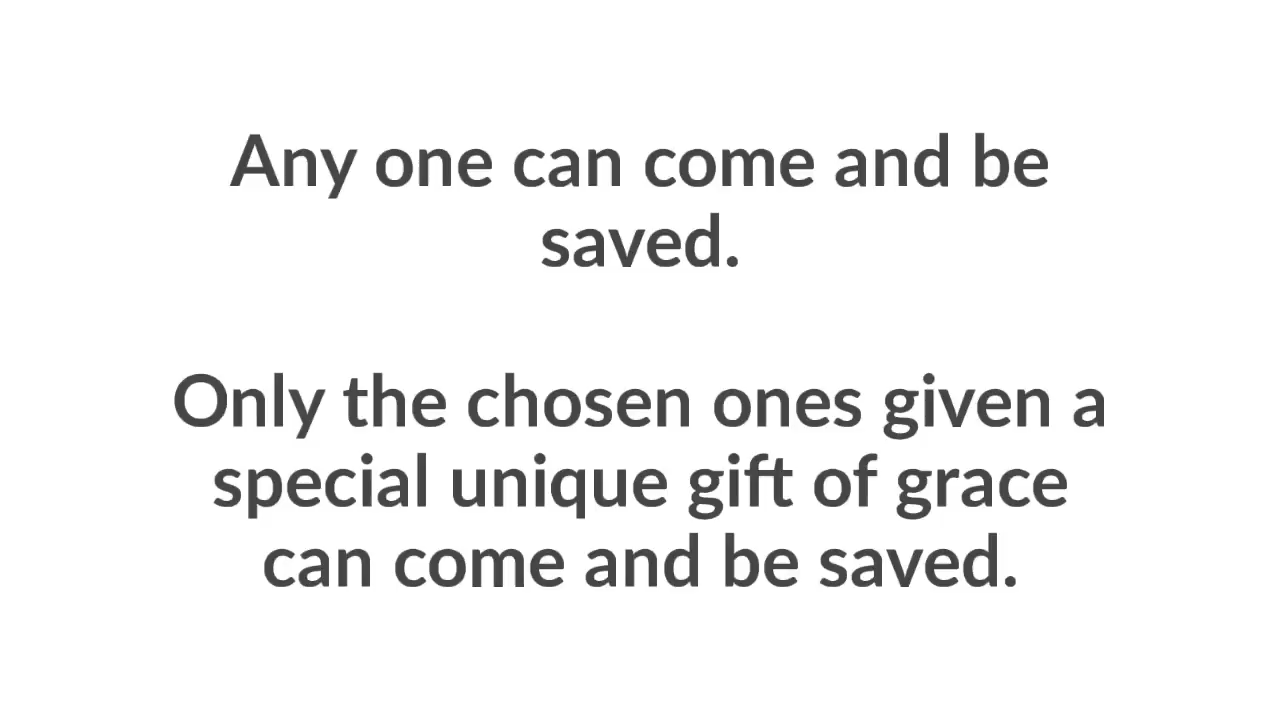 Any one can come and be
saved.
Only the chosen ones given a
special unique gift of grace
can come and be saved.